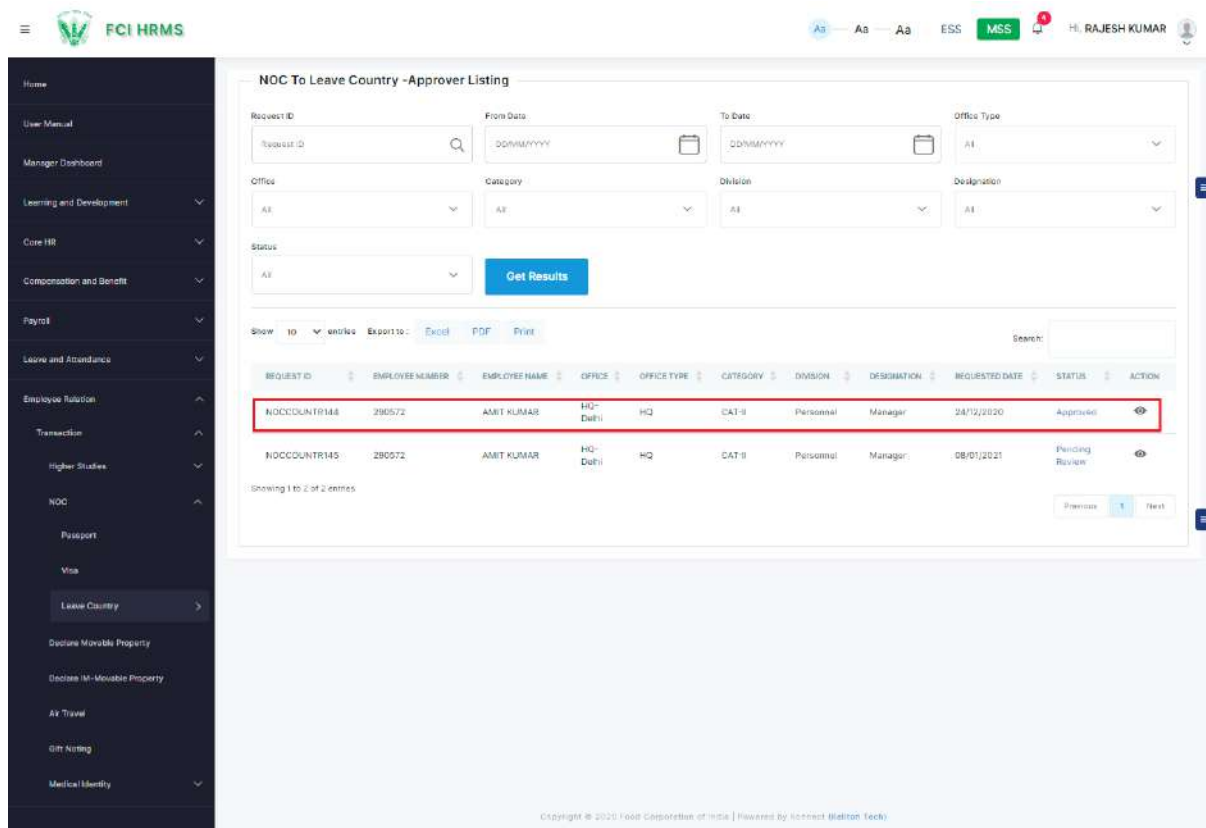 FCI HRMS
Aa Aa Aa ESS MSS 4 Hi, RAJESH KUMAR
Home
User Manual
Manager Dashboard
Learning and Development
Core HR
Compensation and Benefit
Payroll
Leave and Attendance
Employee Relation
Transaction
Higher Studies
NOC
Passport
Visa
Leave Country
Declare Movable Property
Declare IM-Movable Property
Air Travel
Gift Noting
Medical Identity
NOC To Leave Country -Approver Listing
Request ID From Date To Date Office Type
Request ID DD/MM/YYYY DD/MM/YYYY All
Office Category Division Designation
All All All All
Status
All Get Results
Show 10 entries Export to : Excel PDF Print Search:
REQUEST ID EMPLOYEE NUMBER EMPLOYEE NAME OFFICE OFFICE TYPE CATEGORY DIVISION DESIGNATION REQUESTED DATE STATUS ACTION
NOCCOUNTR144 290572 AMIT KUMAR HQ-Delhi HQ CAT-II Personnel Manager 24/12/2020 Approved
NOCCOUNTR145 290572 AMIT KUMAR HQ-Delhi HQ CAT-II Personnel Manager 08/01/2021 Pending Review
Showing 1 to 2 of 2 entries
Previous 1 Next
Copyright © 2020 Food Corporation of India | Powered by Konnect